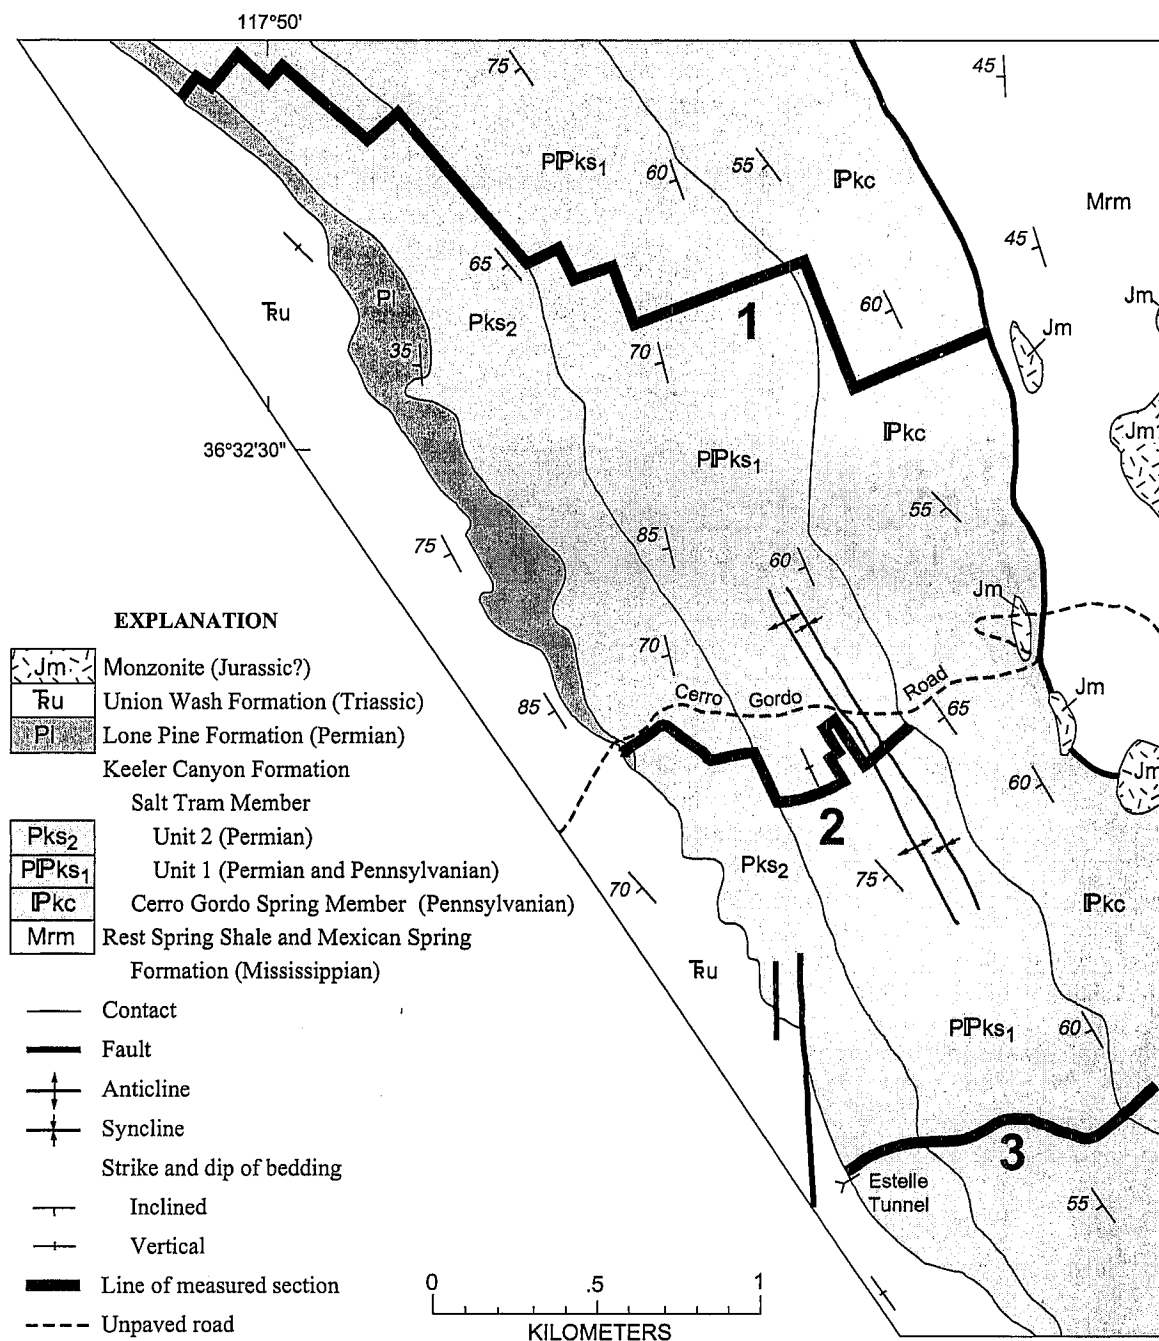 117°50'
75
45
PℙPks₁
60
55
ℙPkc
Mrm
45
65
Pl
Jm
Ћu
Pks₂
1
60
Jm
35
70
ℙkc
Jm
36°32'30"
PℙPks₁
55
75
85
60
Jm
EXPLANATION
70
Jm Monzonite (Jurassic?)
Cerro Gordo Road
Jm
Ћu Union Wash Formation (Triassic)
85
65
Pl Lone Pine Formation (Permian)
Keeler Canyon Formation
Jm
60
Salt Tram Member
2
Pks₂ Unit 2 (Permian)
Pks₂
PℙPks₁ Unit 1 (Permian and Pennsylvanian)
75
70
ℙkc Cerro Gordo Spring Member (Pennsylvanian)
ℙkc
Mrm Rest Spring Shale and Mexican Spring
Formation (Mississippian)
Ћu
Contact
PℙPks₁
60
Fault
Anticline
Syncline
3
Strike and dip of bedding
Estelle
Tunnel
Inclined
55
Vertical
Line of measured section
0 .5 1
Unpaved road
KILOMETERS